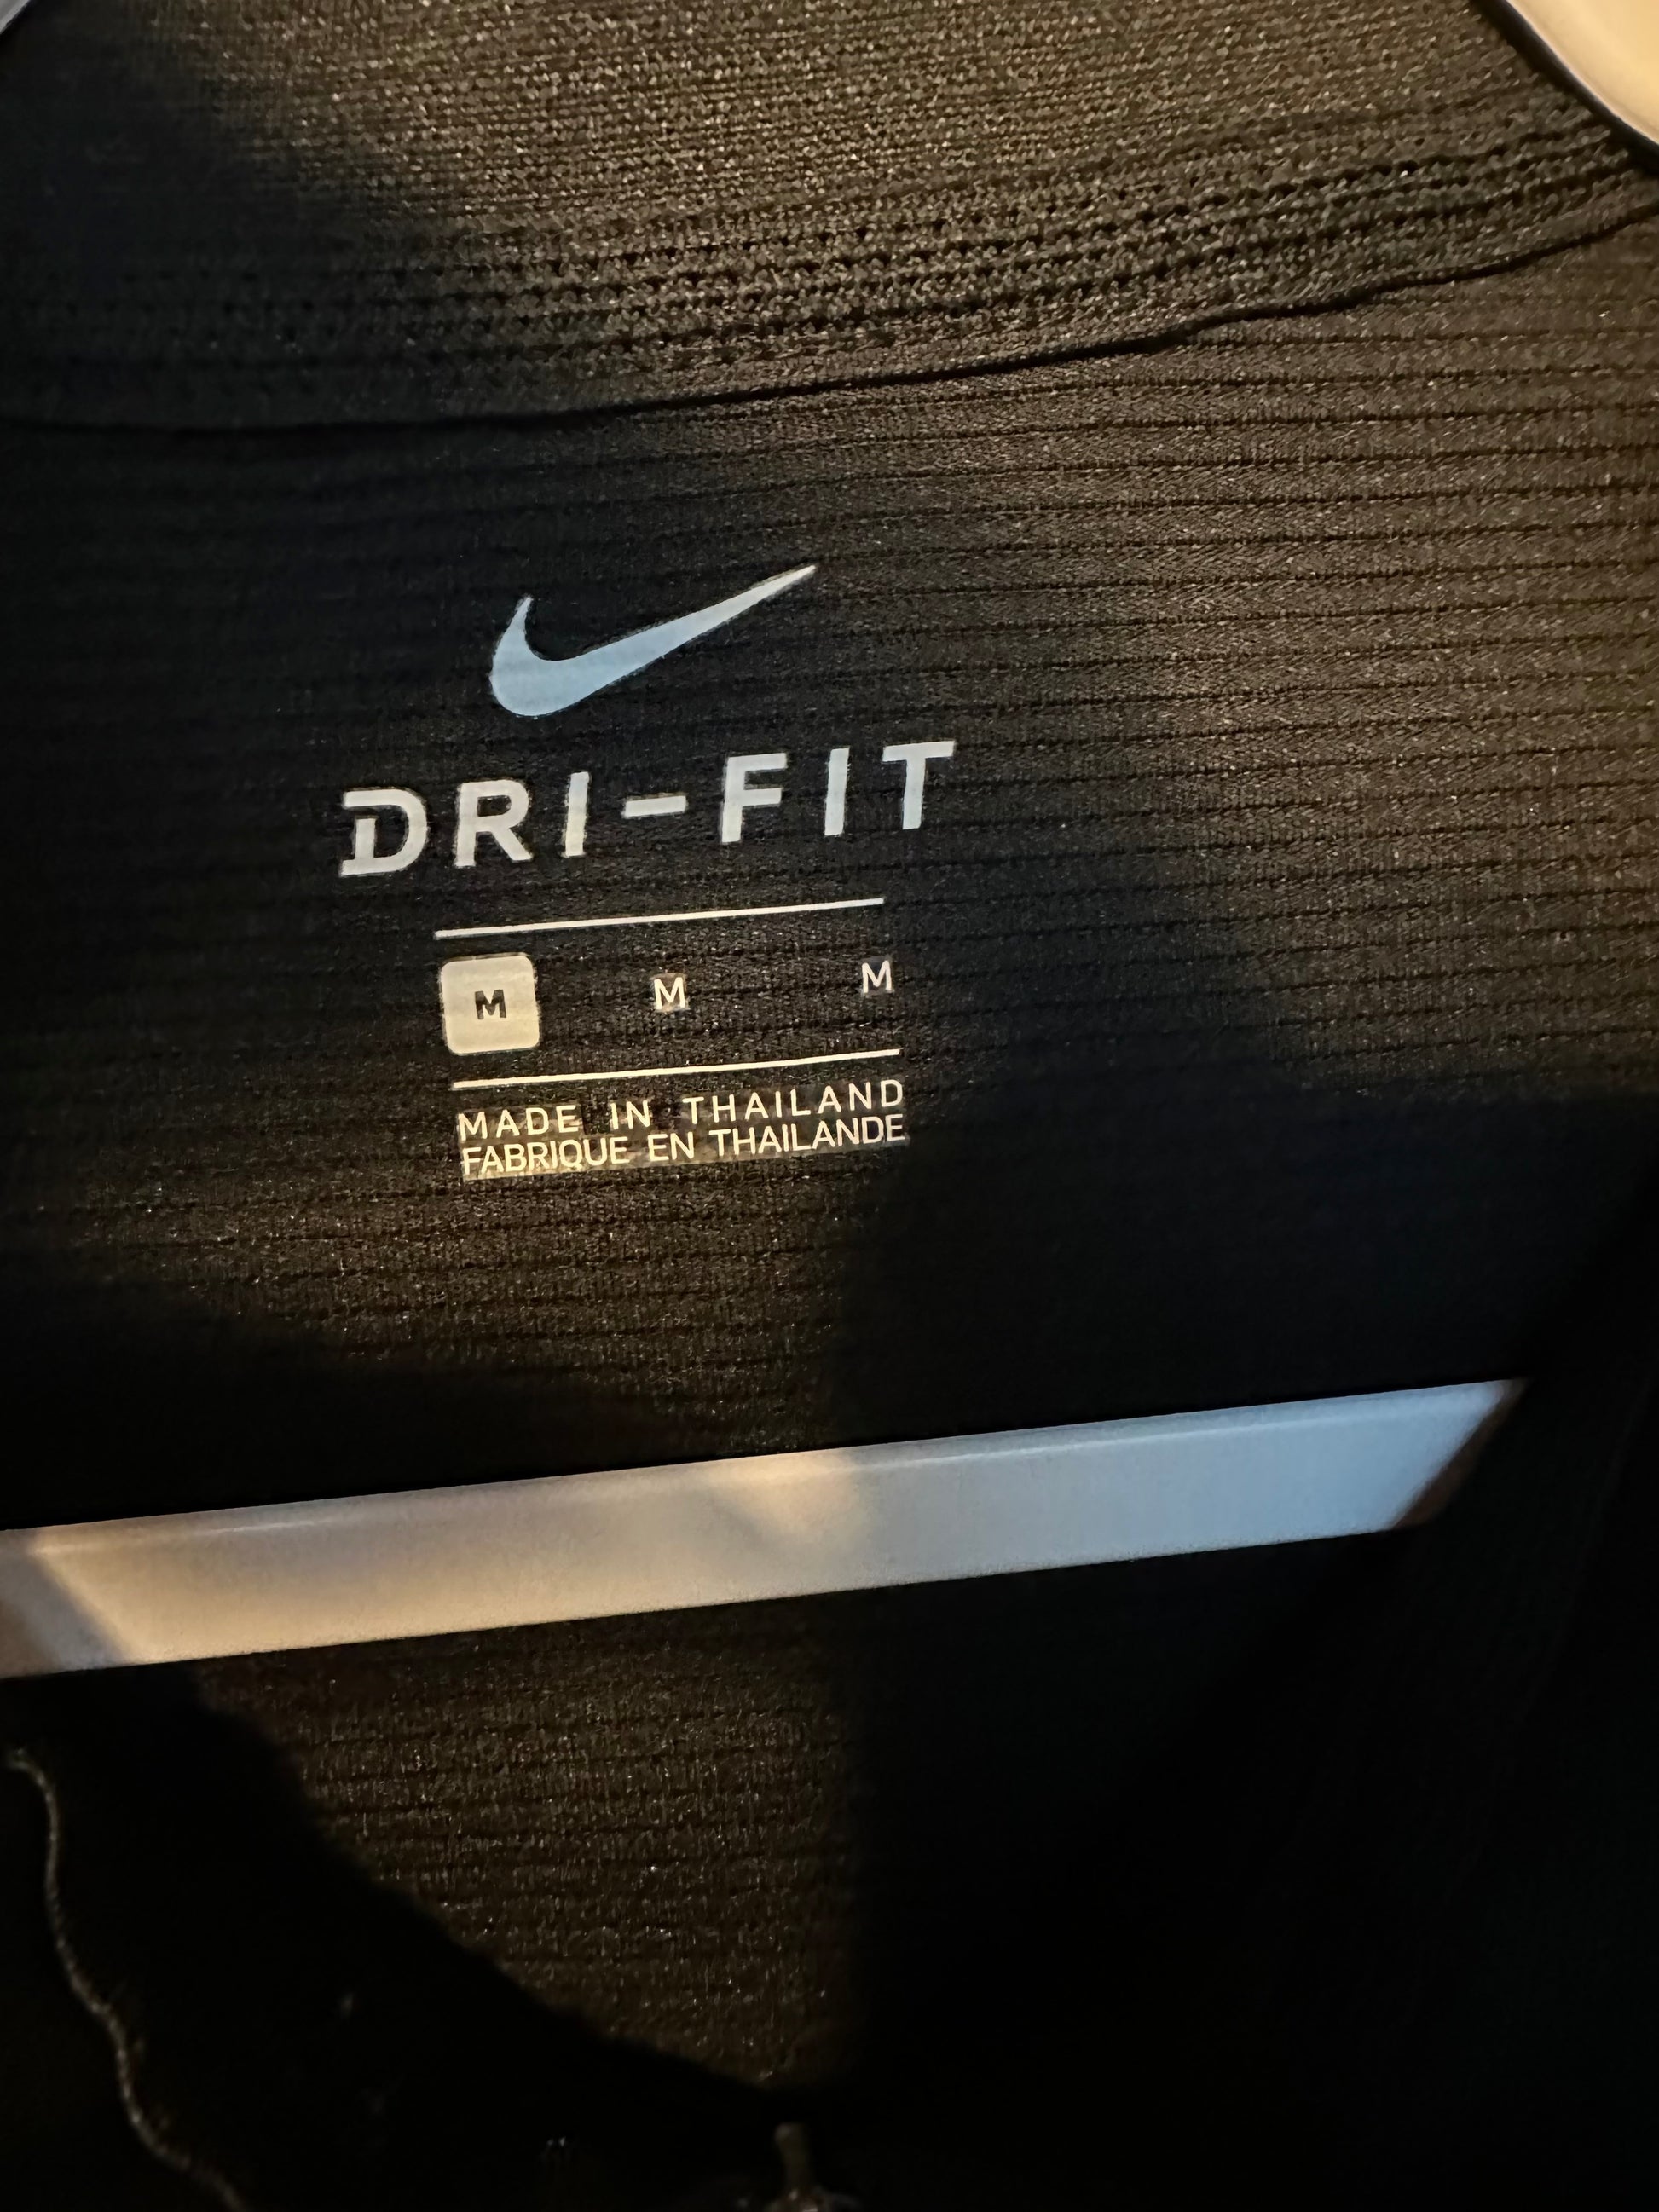 DRI-FIT
M M M
MADE IN THAILAND
FABRIQUE EN THAILANDE